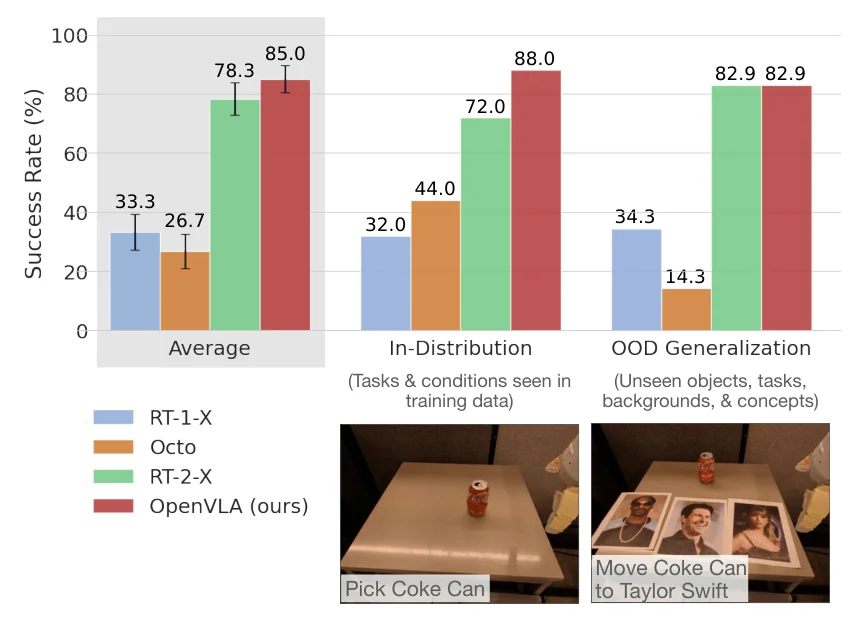 Success Rate (%)
100
80
60
40
20
0
33.3
26.7
78.3
85.0
32.0
44.0
72.0
88.0
34.3
14.3
82.9
82.9
Average
In-Distribution
(Tasks & conditions seen in
training data)
OOD Generalization
(Unseen objects, tasks,
backgrounds, & concepts)
RT-1-X
Octo
RT-2-X
OpenVLA (ours)
Pick Coke Can
Move Coke Can
to Taylor Swift